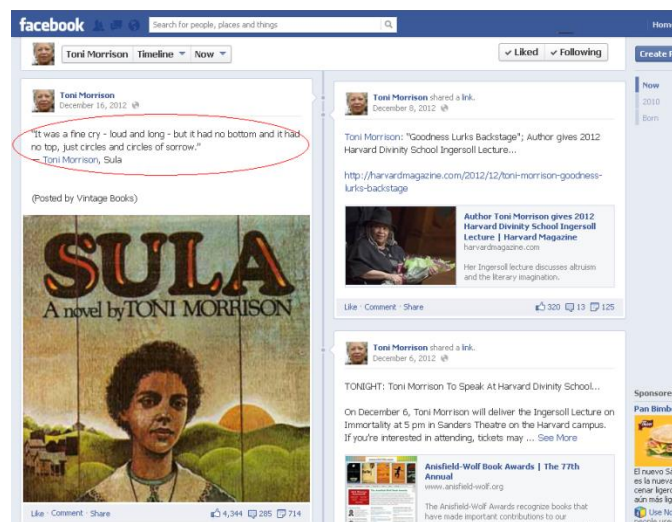 facebook
Search for people, places and things
Home
Toni Morrison
Timeline
Now
Liked
Following
Create
Toni Morrison
December 16, 2012
"It was a fine cry - loud and long - but it had no bottom and it had
no top, just circles and circles of sorrow."
— Toni Morrison, Sula
(Posted by Vintage Books)
SULA
A novel by TONI MORRISON
Like · Comment · Share
4,344 285 714
Toni Morrison shared a link.
December 8, 2012
Toni Morrison: "Goodness Lurks Backstage"; Author gives 2012
Harvard Divinity School Ingersoll
Lecture...
http://harvardmagazine.com/2012/12/toni-morrison-goodness-
lurks-backstage
Author Toni Morrison gives 2012
Harvard Divinity School Ingersoll
Lecture | Harvard Magazine
harvardmagazine.com
Her Ingersoll lecture discusses altruism
and the literary imagination.
Like · Comment · Share
320 13 125
Toni Morrison shared a link.
December 6, 2012
TONIGHT: Toni Morrison To Speak At Harvard Divinity School...
On December 6, Toni Morrison will deliver the Ingersoll Lecture on
Immortality at 5 pm in Sanders Theatre on the Harvard campus.
If you're interested in attending, tickets may ... See More
Anisfield-Wolf Book Awards | The 77th
Annual
www.anisfield-wolf.org
The Anisfield-Wolf Book Awards recognize books that
have made important contributions to our
Now
2010
Born
Sponsore
Pan Bimb
El nuevo Sa
es la nueva
cenar liger
aún más lig